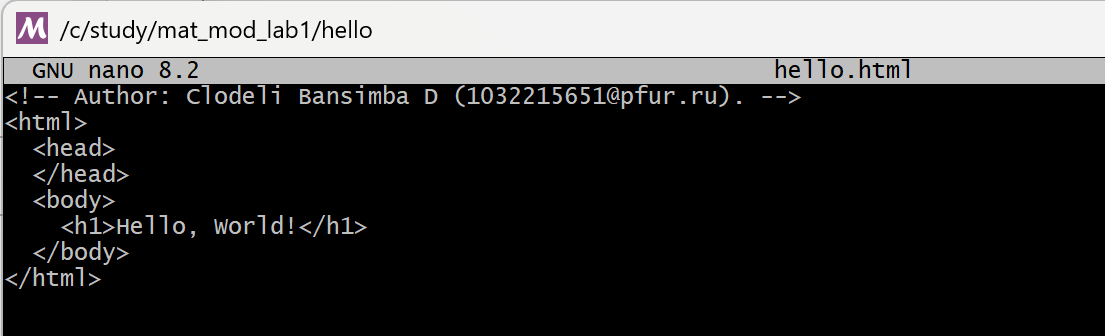 M /c/study/mat_mod_lab1/hello
GNU nano 8.2 hello.html
<!-- Author: Clodeli Bansimba D (1032215651@pfur.ru). -->
<html>
  <head>
  </head>
  <body>
    <h1>Hello, World!</h1>
  </body>
</html>